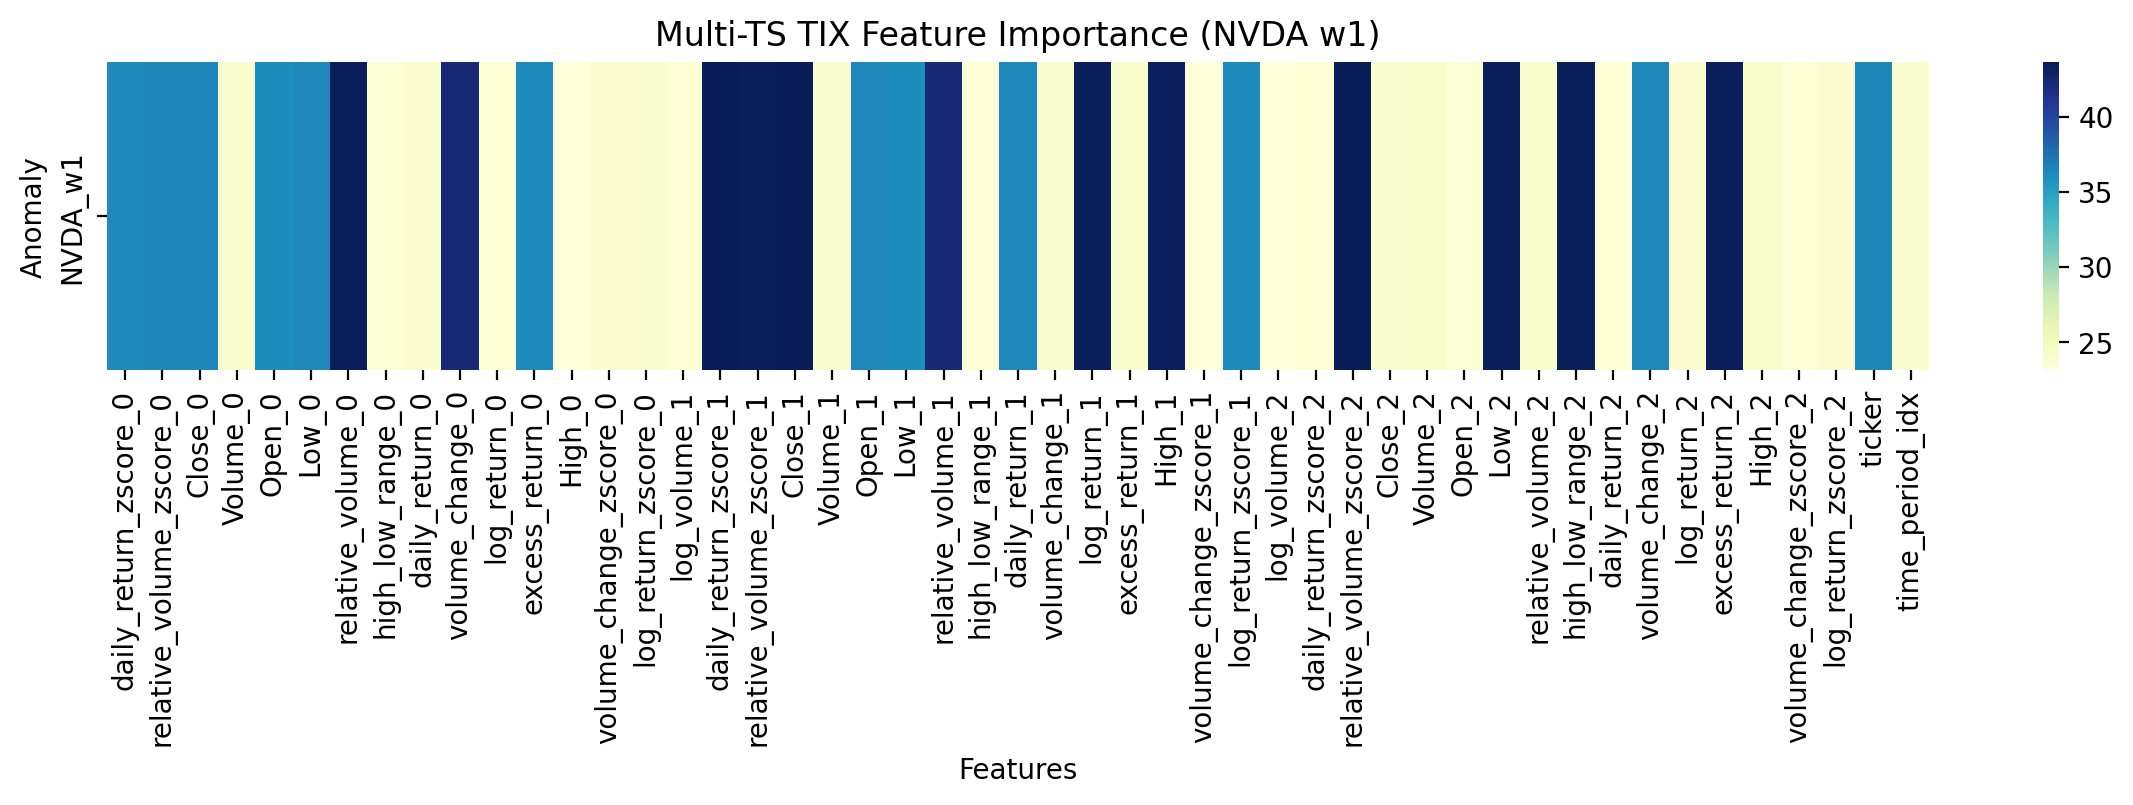 Multi-TS TIX Feature Importance (NVDA w1)
Anomaly
NVDA_w1
40
35
30
25
daily_return_zscore_0
relative_volume_zscore_0
Close_0
Volume_0
Open_0
Low_0
relative_volume_0
high_low_range_0
daily_return_0
volume_change_0
log_return_0
excess_return_0
High_0
volume_change_zscore_0
log_return_zscore_0
log_volume_1
daily_return_zscore_1
relative_volume_zscore_1
Close_1
Volume_1
Open_1
Low_1
relative_volume_1
high_low_range_1
daily_return_1
volume_change_1
log_return_1
excess_return_1
High_1
volume_change_zscore_1
log_return_zscore_1
log_volume_2
daily_return_zscore_2
relative_volume_zscore_2
Close_2
Volume_2
Open_2
Low_2
relative_volume_2
high_low_range_2
daily_return_2
volume_change_2
log_return_2
excess_return_2
High_2
volume_change_zscore_2
log_return_zscore_2
ticker
time_period_idx
Features